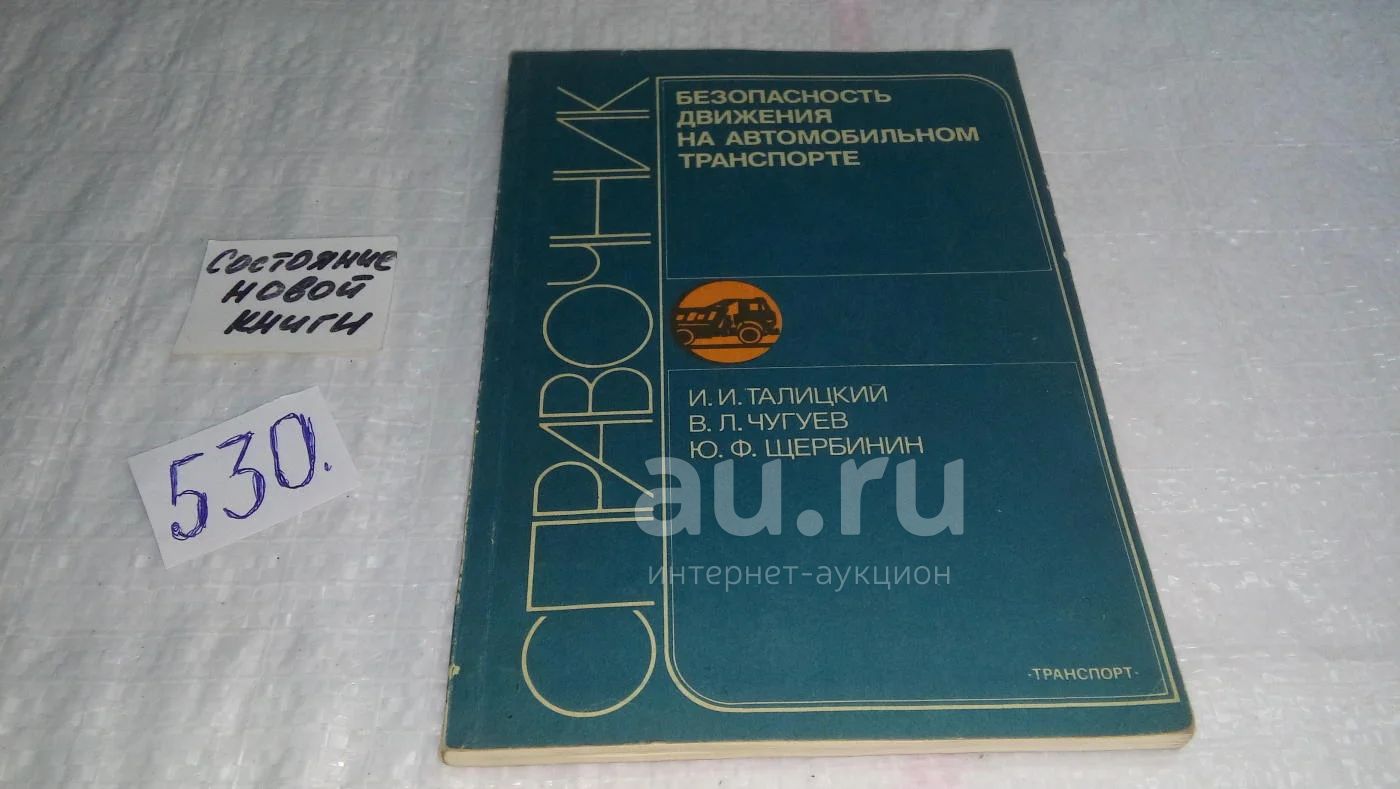 СПРАВОЧНИК
БЕЗОПАСНОСТЬ
ДВИЖЕНИЯ
НА АВТОМОБИЛЬНОМ
ТРАНСПОРТЕ
И. И. ТАЛИЦКИЙ
В. Л. ЧУГУЕВ
Ю. Ф. ЩЕРБИНИН
·ТРАНСПОРТ·
Состояние
новой
книги
530.
au.ru
интернет-аукцион